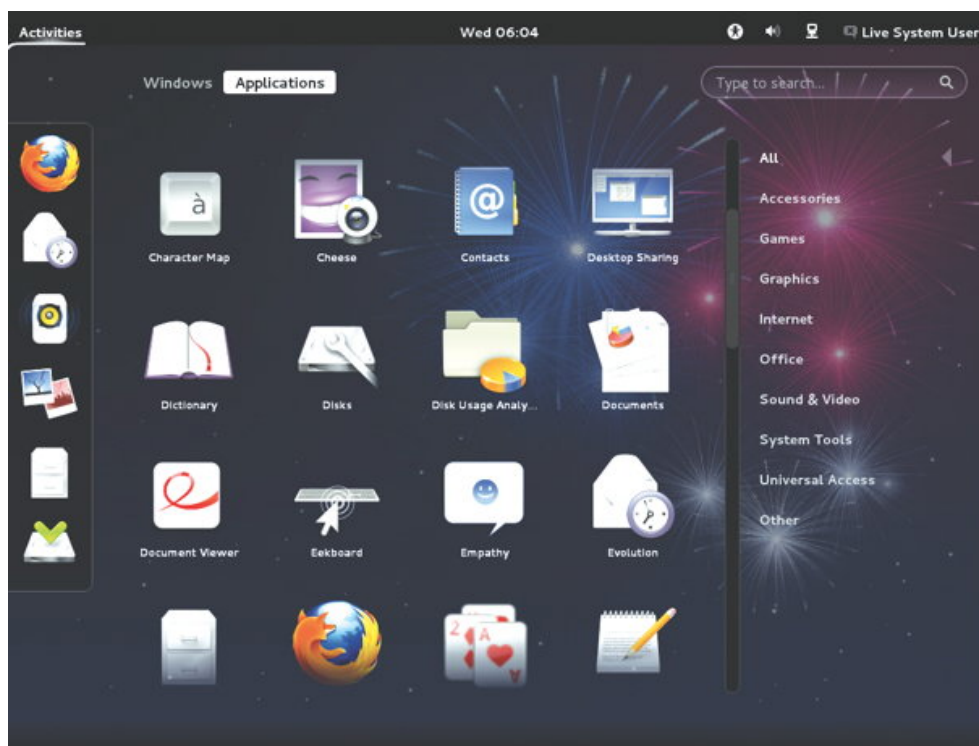 Activities
Wed 06:04
Live System User
Windows
Applications
Type to search...
All
Accessories
Games
Graphics
Internet
Office
Sound & Video
System Tools
Universal Access
Other
à
@
Character Map
Cheese
Contacts
Desktop Sharing
Dictionary
Disks
Disk Usage Analy...
Documents
Document Viewer
Eekboard
Empathy
Evolution
2
A
A